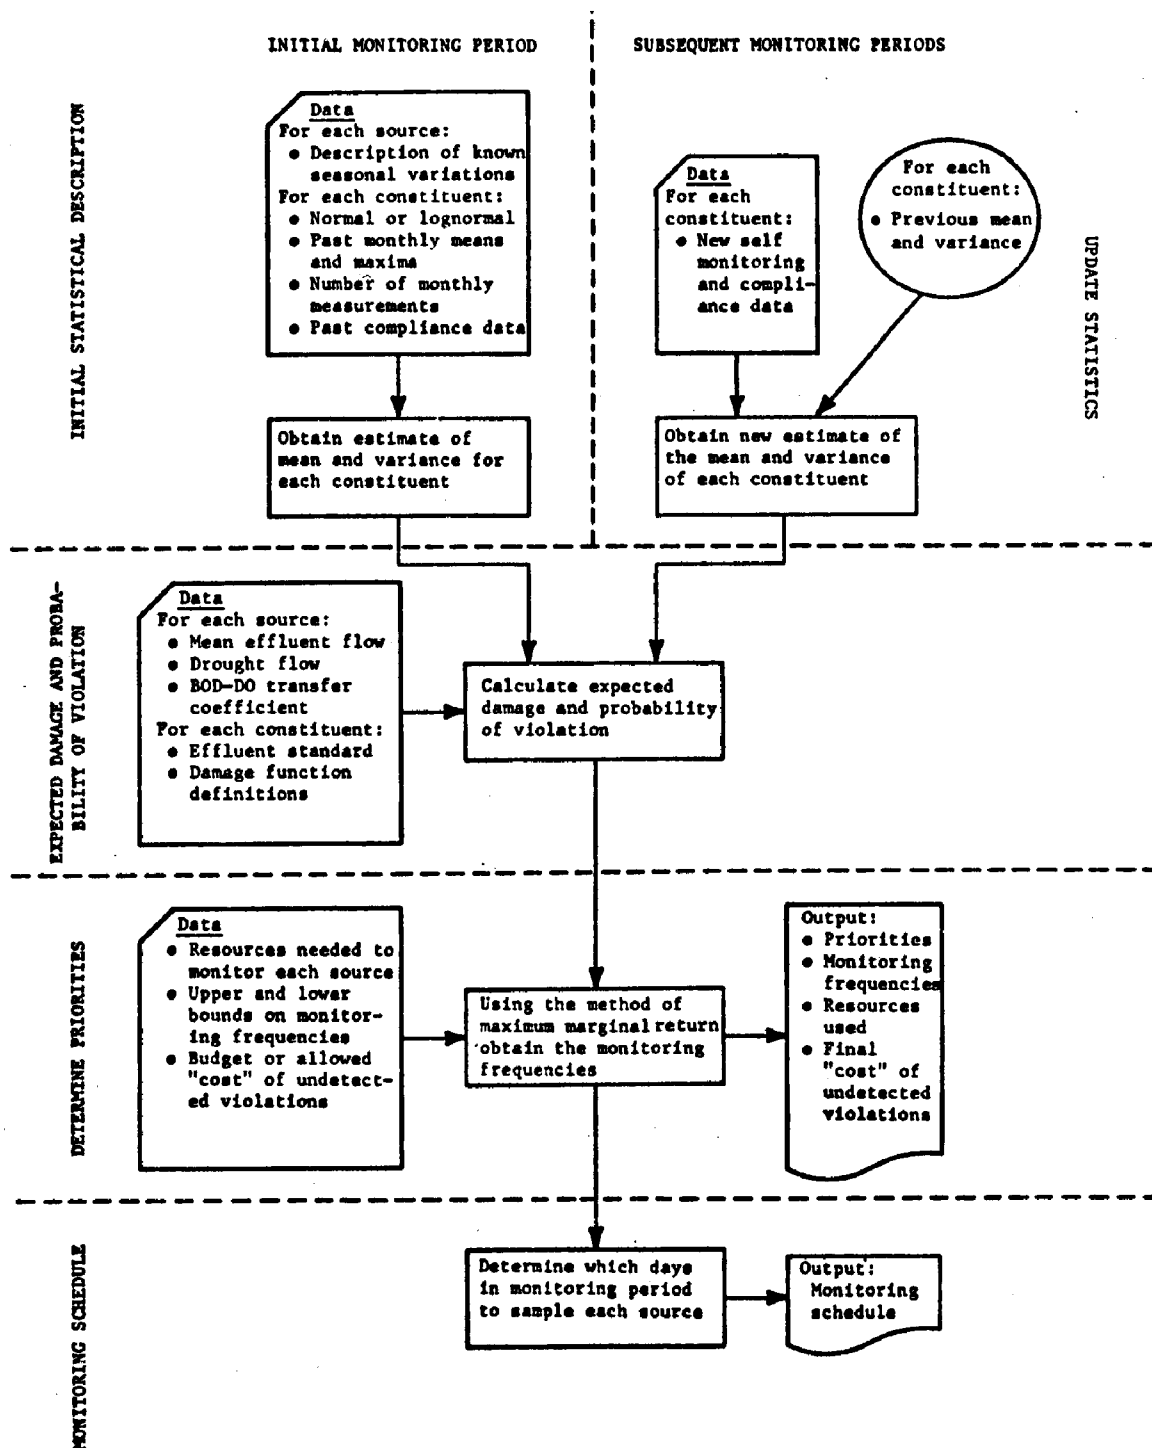 INITIAL MONITORING PERIOD
SUBSEQUENT MONITORING PERIODS
INITIAL STATISTICAL DESCRIPTION
Data
For each source:
• Description of known
seasonal variations
For each constituent:
• Normal or lognormal
• Past monthly means
and maxima
• Number of monthly
measurements
• Past compliance data
Data
For each
constituent:
• New self
monitoring
and compli-
ance data
For each
constituent:
• Previous mean
and variance
UPDATE STATISTICS
Obtain estimate of
mean and variance for
each constituent
Obtain new estimate of
the mean and variance
of each constituent
EXPECTED DAMAGE AND PROBA-
BILITY OF VIOLATION
Data
For each source:
• Mean effluent flow
• Drought flow
• BOD-DO transfer
coefficient
For each constituent:
• Effluent standard
• Damage function
definitions
Calculate expected
damage and probability
of violation
DETERMINE PRIORITIES
Data
• Resources needed to
monitor each source
• Upper and lower
bounds on monitor-
ing frequencies
• Budget or allowed
"cost" of undetect-
ed violations
Using the method of
maximum marginal return
obtain the monitoring
frequencies
Output:
• Priorities
• Monitoring
frequencies
• Resources
used
• Final
"cost" of
undetected
violations
MONITORING SCHEDULE
Determine which days
in monitoring period
to sample each source
Output:
Monitoring
schedule